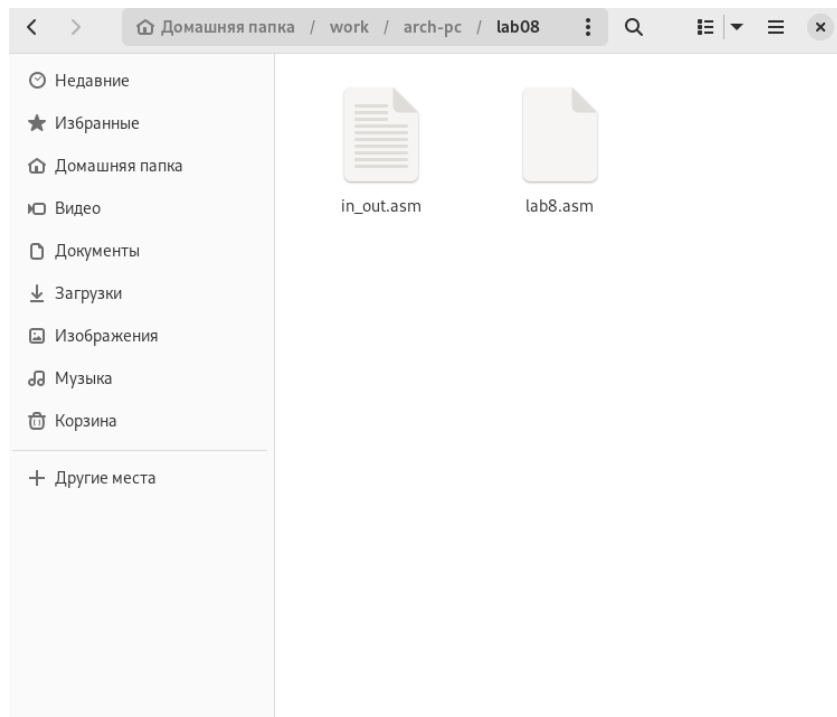 Домашняя папка / work / arch-pc / lab08
Недавние
Избранные
Домашняя папка
Видео
Документы
Загрузки
Изображения
Музыка
Корзина
Другие места
in_out.asm
lab8.asm